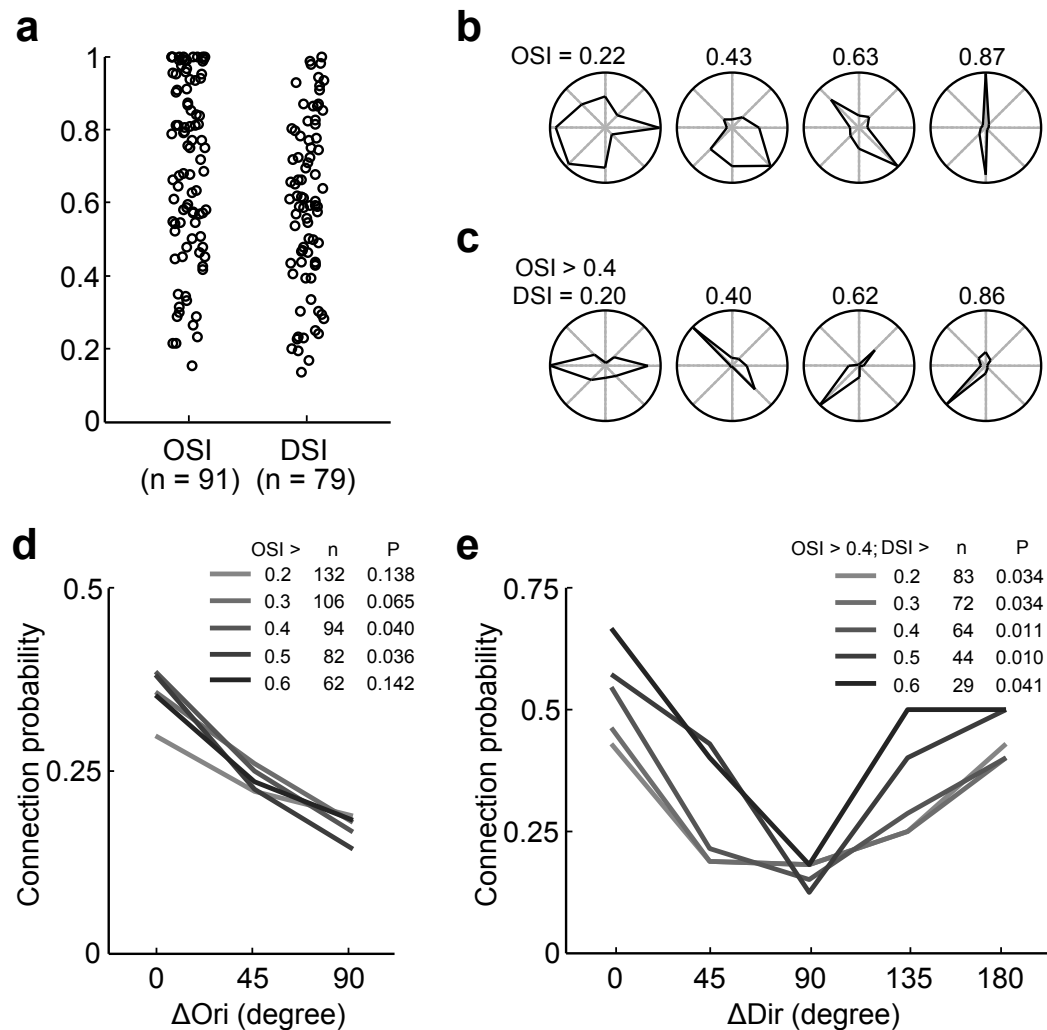 a
1
0.8
0.6
0.4
0.2
0
OSI
(n = 91)
DSI
(n = 79)
b
OSI = 0.22 0.43 0.63 0.87
c
OSI > 0.4
DSI = 0.20 0.40 0.62 0.86
d
OSI > n P
0.2 132 0.138
0.3 106 0.065
0.4 94 0.040
0.5 82 0.036
0.6 62 0.142
Connection probability
0.5
0.25
0
0 45 90
ΔOri (degree)
e
OSI > 0.4; DSI > n P
0.2 83 0.034
0.3 72 0.034
0.4 64 0.011
0.5 44 0.010
0.6 29 0.041
Connection probability
0.75
0.5
0.25
0
0 45 90 135 180
ΔDir (degree)